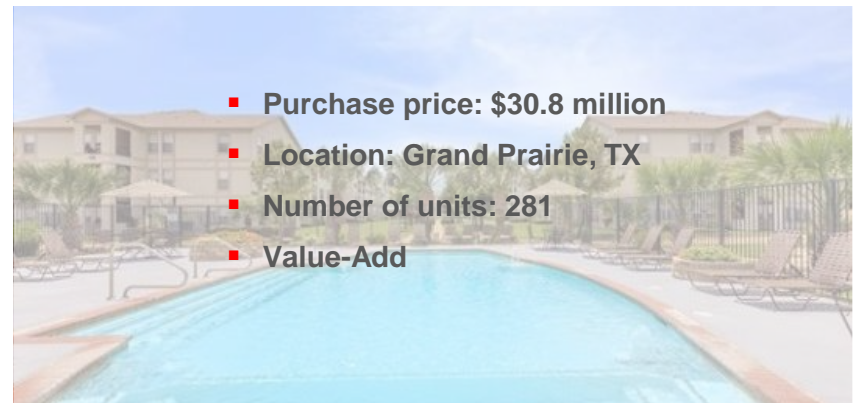 ▪ Purchase price: $30.8 million
▪ Location: Grand Prairie, TX
▪ Number of units: 281
▪ Value-Add